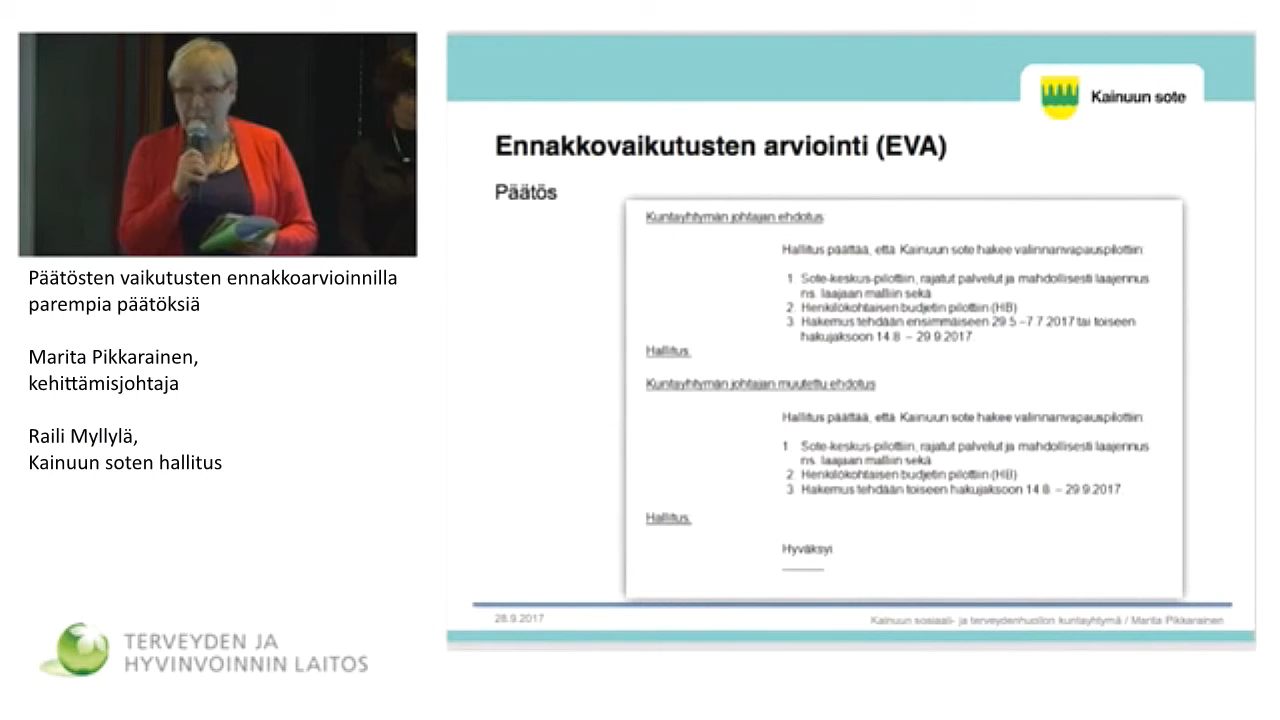 Päätösten vaikutusten ennakkoarvioinnilla
parempia päätöksiä
Marita Pikkarainen,
kehittämisjohtaja
Raili Myllylä,
Kainuun soten hallitus
TERVEYDEN JA
HYVINVOINNIN LAITOS
Kainuun sote
Ennakkovaikutusten arviointi (EVA)
Päätös
Kuntayhtymän johtajan ehdotus
Hallitus päättää, että Kainuun sote hakee valinnanvapauspilottiin:
1. Sote-keskus-pilottiin, rajatut palvelut ja mahdollisesti laajennus
ns. laajaan malliin sekä
2. Henkilökohtaisen budjetin pilottiin (HB)
3. Hakemus tehdään ensimmäiseen 29.5.–7.7.2017 tai toiseen
hakujaksoon 14.8. – 29.9.2017.
Hallitus:
Kuntayhtymän johtajan muutettu ehdotus
Hallitus päättää, että Kainuun sote hakee valinnanvapauspilottiin:
1. Sote-keskus-pilottiin, rajatut palvelut ja mahdollisesti laajennus
ns. laajaan malliin sekä
2. Henkilökohtaisen budjetin pilottiin (HB)
3. Hakemus tehdään toiseen hakujaksoon 14.8. – 29.9.2017.
Hallitus:
Hyväksyi
28.9.2017
Kainuun sosiaali- ja terveydenhuollon kuntayhtymä / Marita Pikkarainen